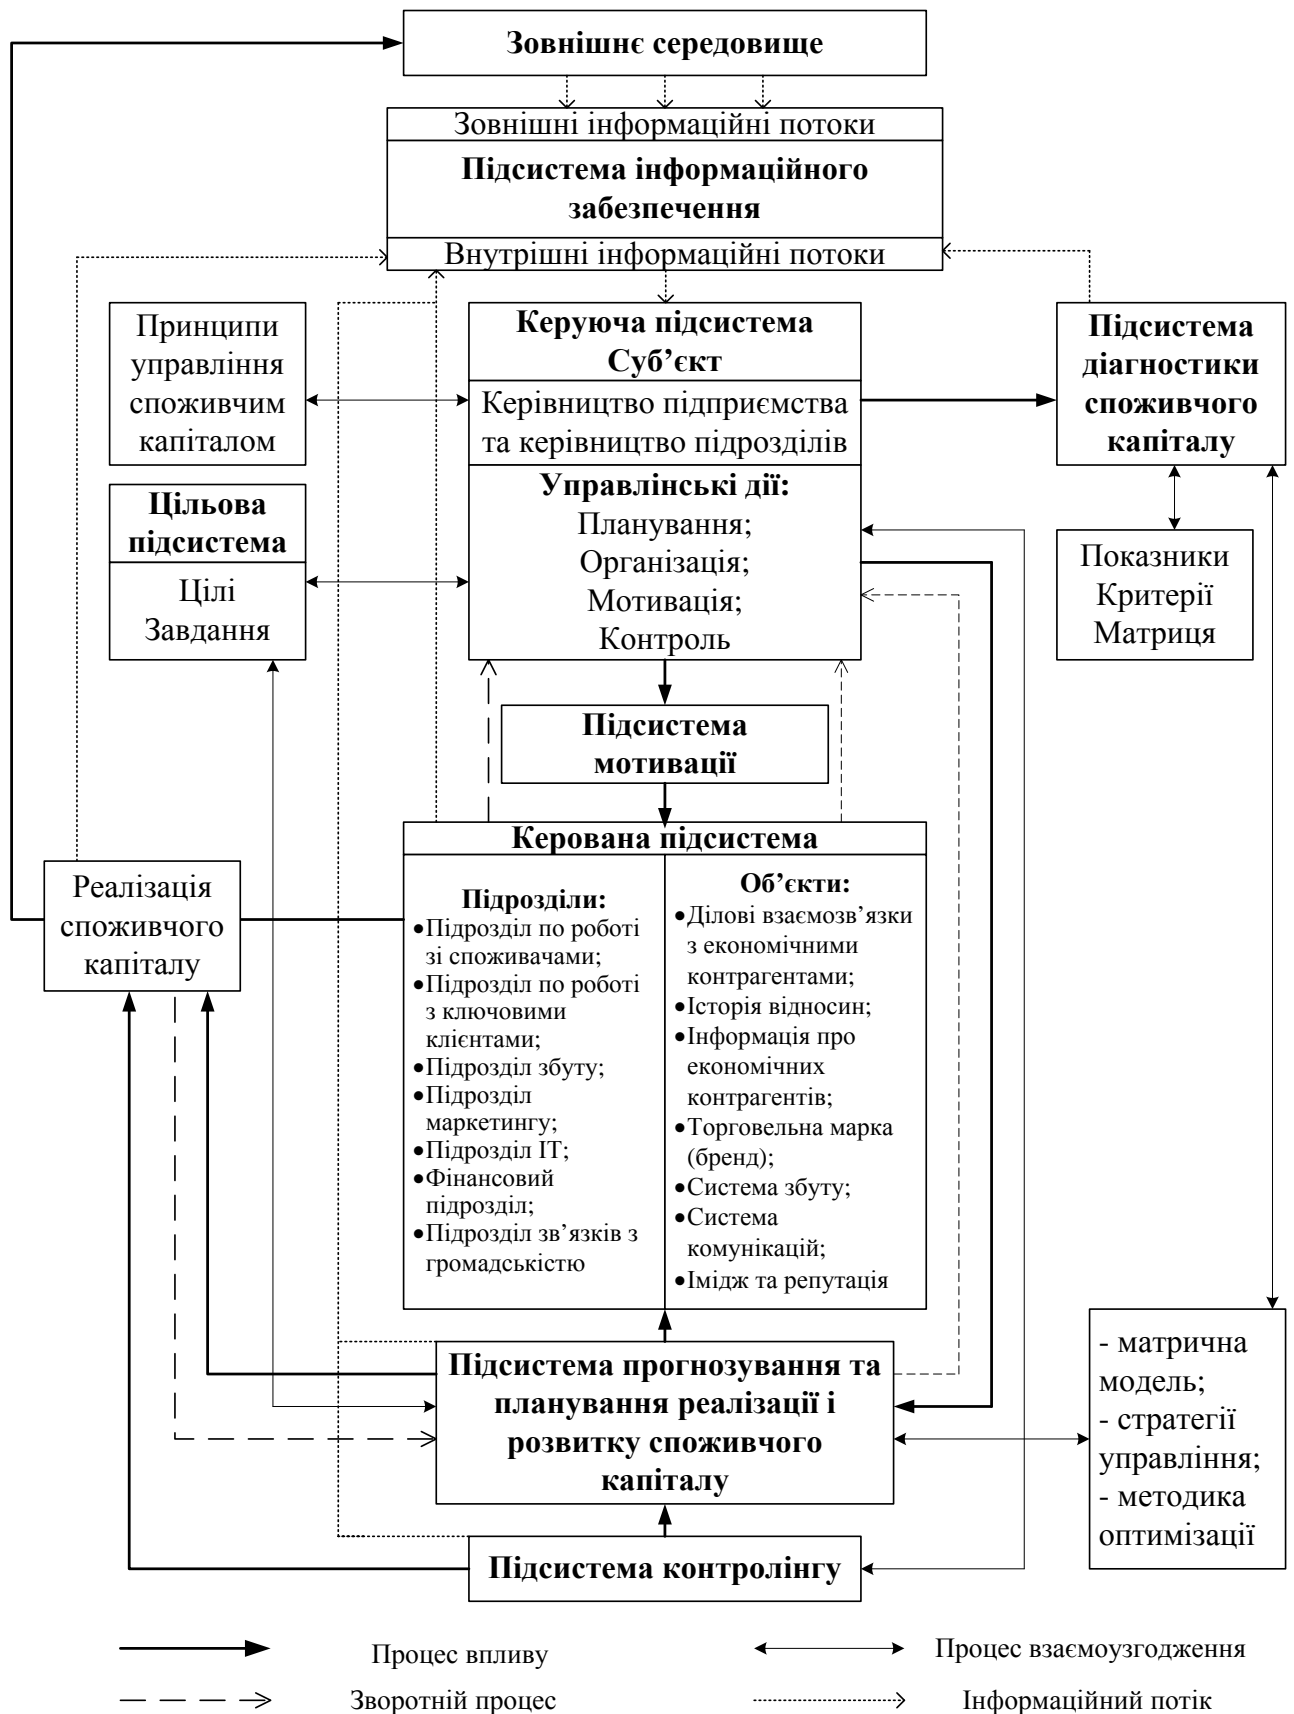 Зовнішнє середовище
Зовнішні інформаційні потоки
Підсистема інформаційного
забезпечення
Внутрішні інформаційні потоки
Принципи
управління
споживчим
капіталом
Керуюча підсистема
Суб’єкт
Керівництво підприємства
та керівництво підрозділів
Управлінські дії:
Планування;
Організація;
Мотивація;
Контроль
Підсистема
діагностики
споживчого
капіталу
Цільова
підсистема
Цілі
Завдання
Показники
Критерії
Матриця
Підсистема
мотивації
Керована підсистема
Реалізація
споживчого
капіталу
Підрозділи:
•Підрозділ по роботі
зі споживачами;
•Підрозділ по роботі
з ключовими
клієнтами;
•Підрозділ збуту;
•Підрозділ
маркетингу;
•Підрозділ ІТ;
•Фінансовий
підрозділ;
•Підрозділ зв’язків з
громадськістю
Об’єкти:
•Ділові взаємозв’язки
з економічними
контрагентами;
•Історія відносин;
•Інформація про
економічних
контрагентів;
•Торговельна марка
(бренд);
•Система збуту;
•Система
комунікацій;
•Імідж та репутація
Підсистема прогнозування та
планування реалізації і
розвитку споживчого
капіталу
- матрична
модель;
- стратегії
управління;
- методика
оптимізації
Підсистема контролінгу
Процес впливу
Процес взаємоузгодження
Зворотній процес
Інформаційний потік